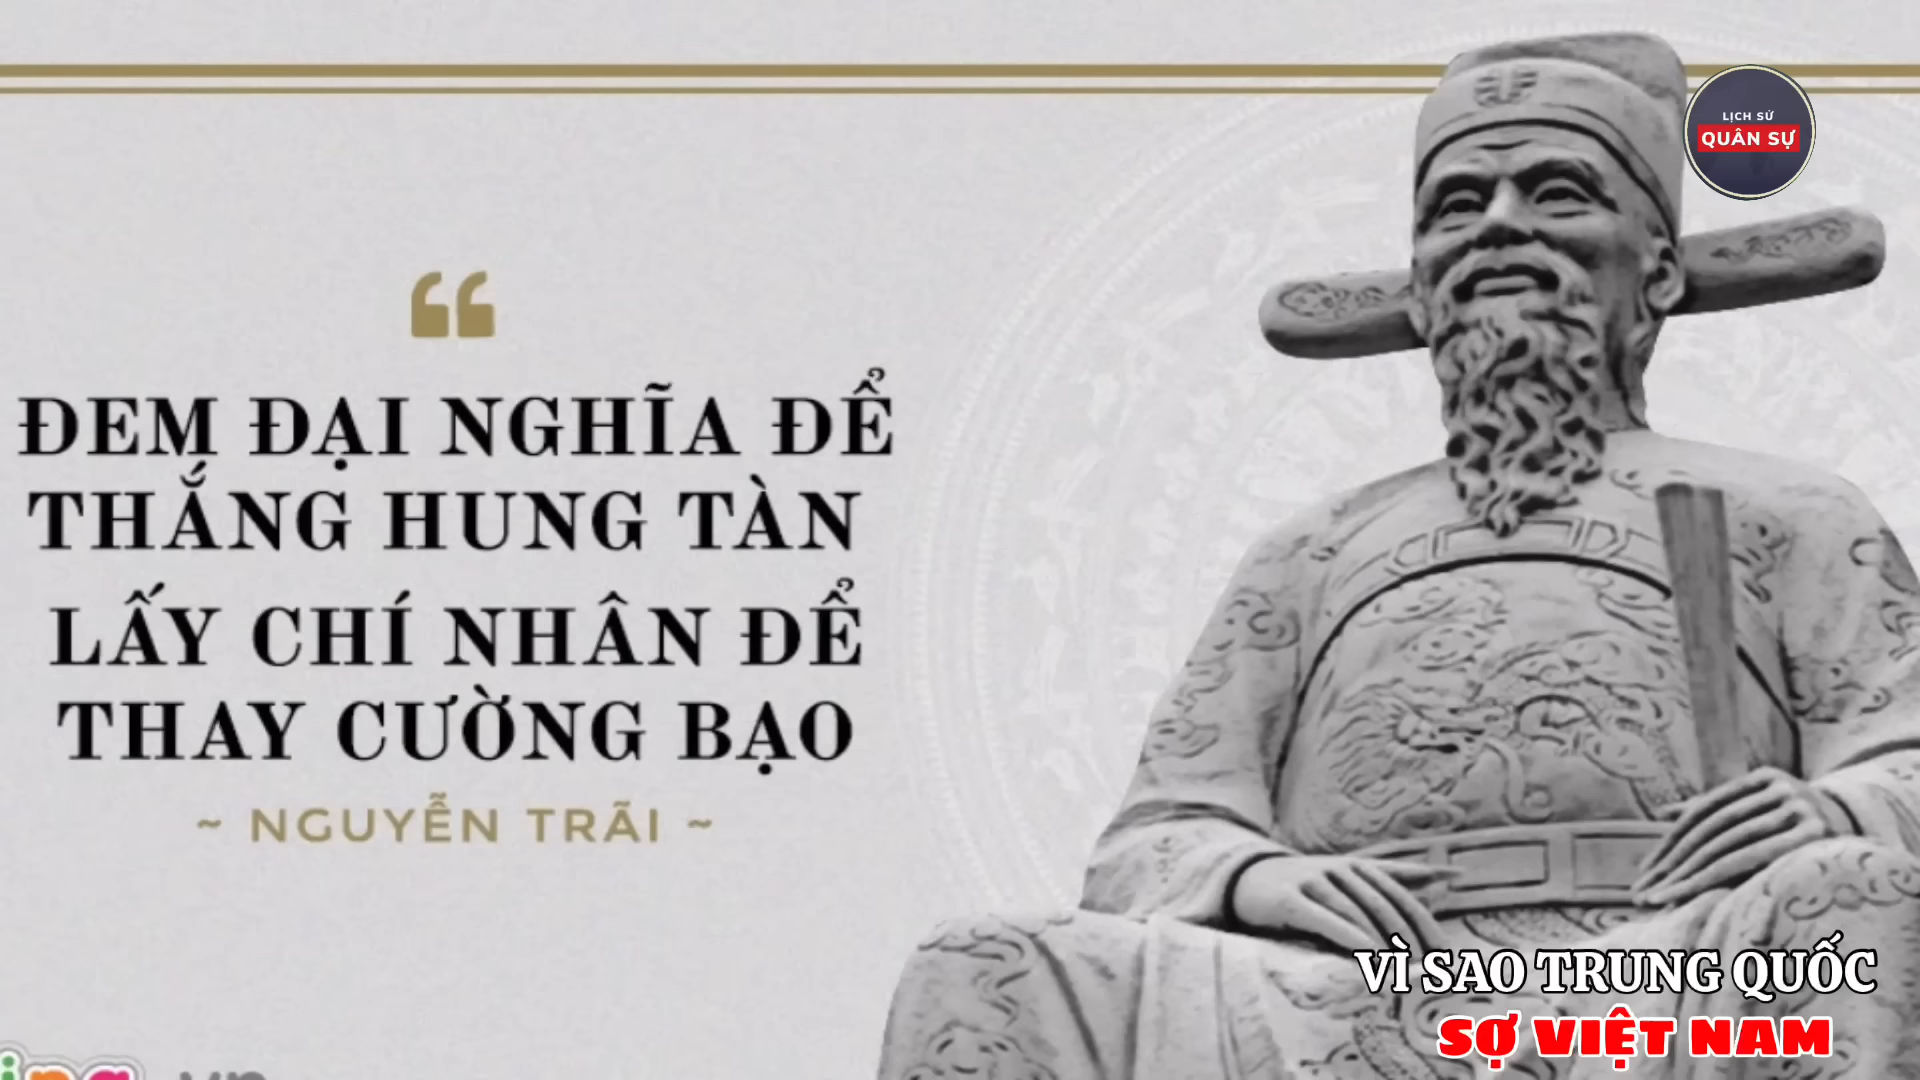 LỊCH SỬ
QUÂN SỰ
“
ĐEM ĐẠI NGHĨA ĐỂ
THẮNG HUNG TÀN
LẤY CHÍ NHÂN ĐỂ
THAY CƯỜNG BẠO
~ NGUYỄN TRÃI ~
VÌ SAO TRUNG QUỐC
SỢ VIỆT NAM